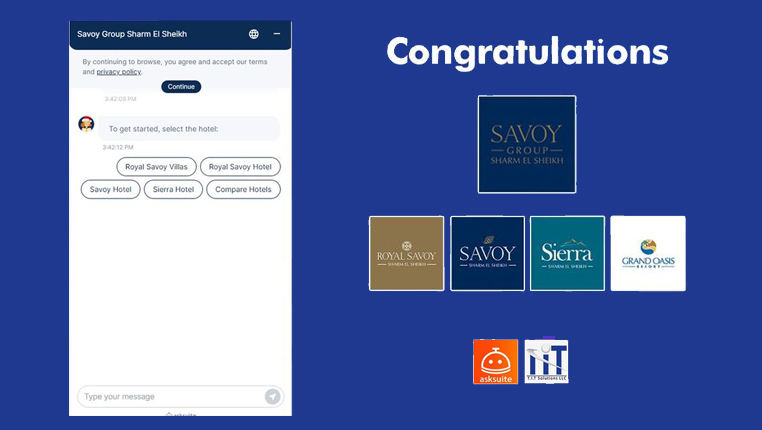 Savoy Group Sharm El Sheikh
By continuing to browse, you agree and accept our terms
and privacy policy.
Continue
3:42:09 PM
To get started, select the hotel:
3:42:12 PM
Royal Savoy Villas
Royal Savoy Hotel
Savoy Hotel
Sierra Hotel
Compare Hotels
Type your message
Congratulations
SAVOY
GROUP
SHARM EL SHEIKH
ROYAL SAVOY
SHARM EL SHEIKH
SAVOY
SHARM EL SHEIKH
Sierra
SHARM EL SHEIKH
GRAND OASIS
RESORT
asksuite
TiT
T.I.T Solutions LLC